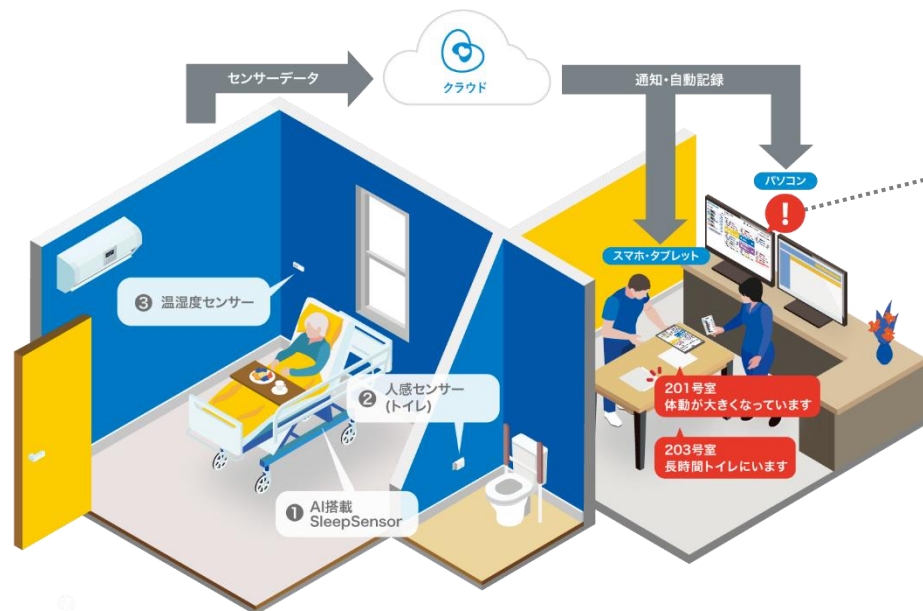 センサーデータ
クラウド
通知・自動記録
パソコン
!
スマホ・タブレット
❸ 温湿度センサー
❷ 人感センサー
(トイレ)
❶ AI搭載
SleepSensor
201号室
体動が大きくなっています
203号室
長時間トイレにいます